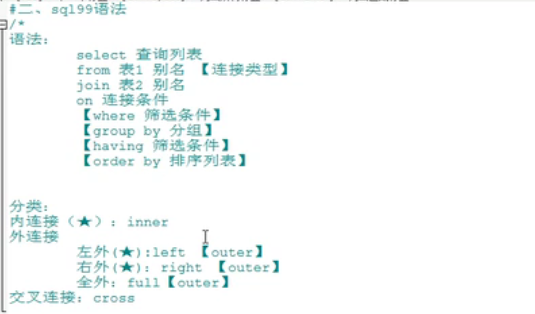 #二、sql99语法
/*
语法:
select 查询列表
from 表1 别名 【连接类型】
join 表2 别名
on 连接条件
【where 筛选条件】
【group by 分组】
【having 筛选条件】
【order by 排序列表】
分类:
内连接（★）: inner
外连接
左外(★):left 【outer】
右外(★): right 【outer】
全外: full【outer】
交叉连接: cross